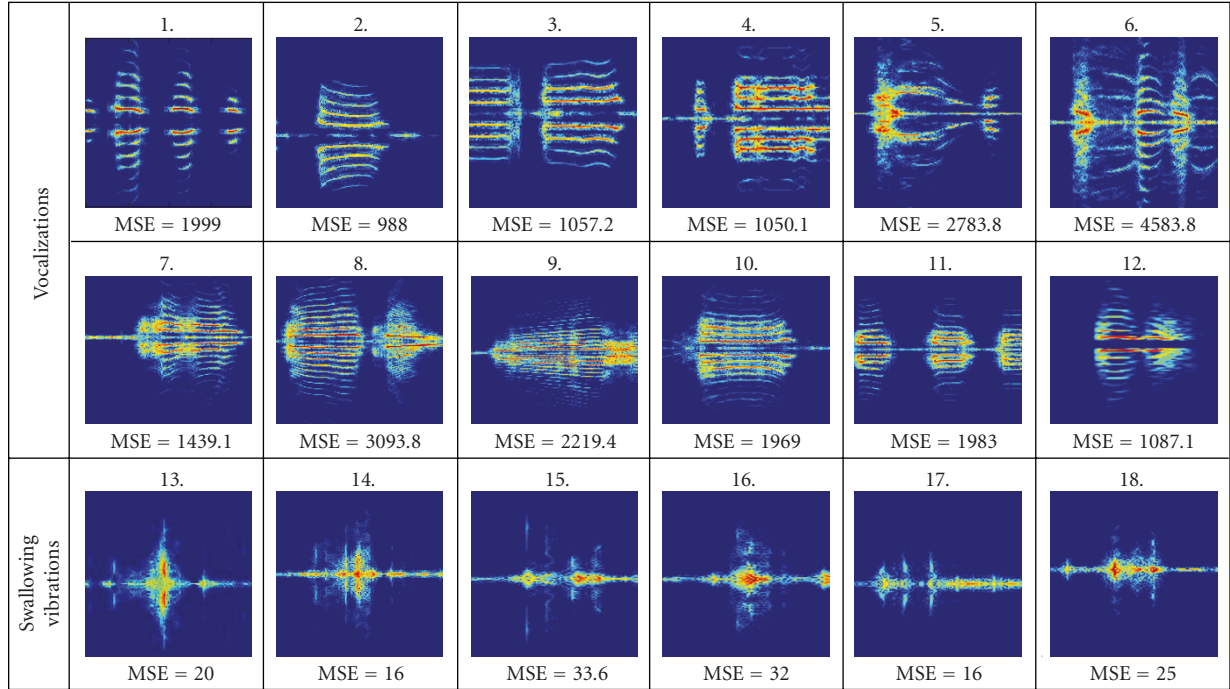 Vocalizations
1. 2. 3. 4. 5. 6.
MSE = 1999 MSE = 988 MSE = 1057.2 MSE = 1050.1 MSE = 2783.8 MSE = 4583.8
7. 8. 9. 10. 11. 12.
MSE = 1439.1 MSE = 3093.8 MSE = 2219.4 MSE = 1969 MSE = 1983 MSE = 1087.1
Swallowing
vibrations
13. 14. 15. 16. 17. 18.
MSE = 20 MSE = 16 MSE = 33.6 MSE = 32 MSE = 16 MSE = 25